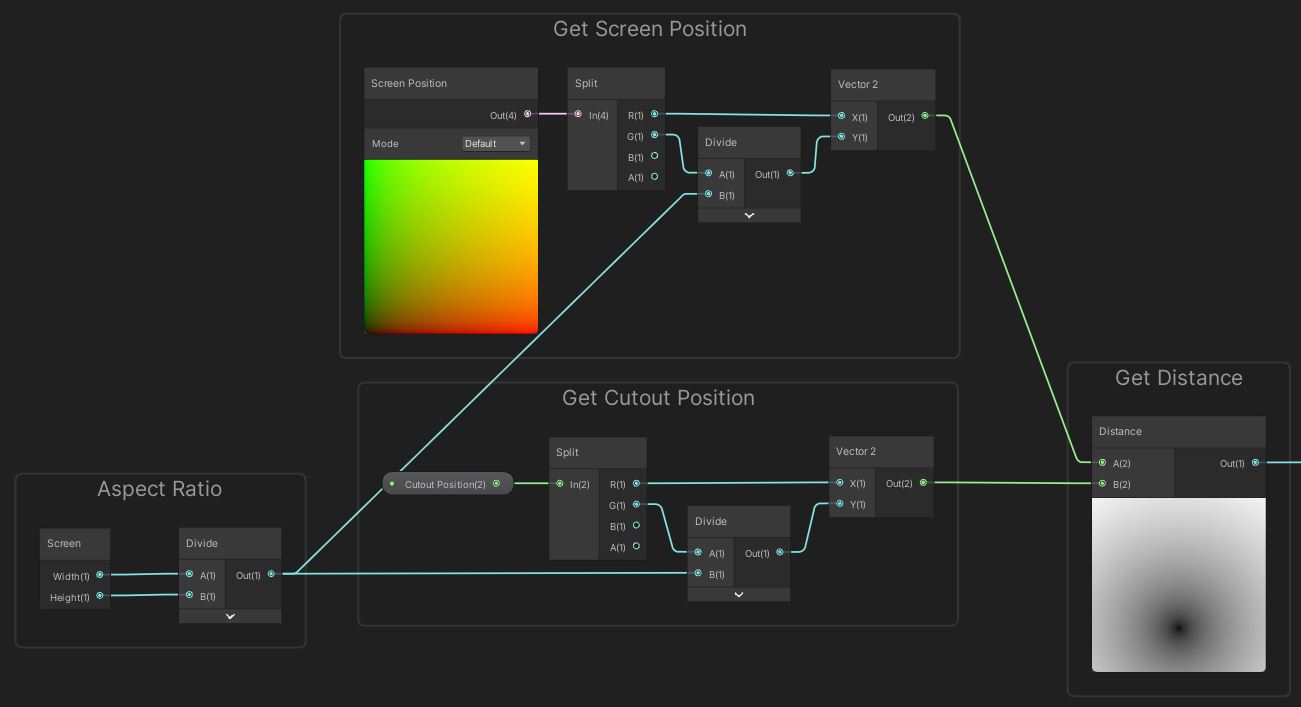 Get Screen Position
Screen Position
Out(4)
Mode
Default
Split
In(4)
R(1)
G(1)
B(1)
A(1)
Divide
A(1)
Out(1)
B(1)
Vector 2
X(1)
Out(2)
Y(1)
Get Cutout Position
Cutout Position(2)
Split
In(2)
R(1)
G(1)
B(1)
A(1)
Divide
A(1)
Out(1)
B(1)
Vector 2
X(1)
Out(2)
Y(1)
Aspect Ratio
Screen
Width(1)
Height(1)
Divide
A(1)
Out(1)
B(1)
Get Distance
Distance
A(2)
Out(1)
B(2)